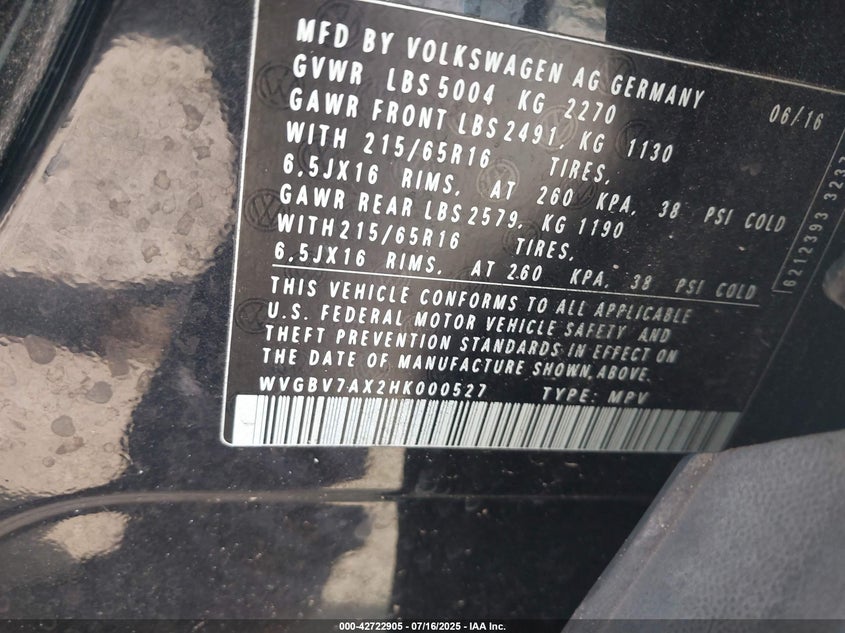 MFD BY VOLKSWAGEN AG GERMANY
GVWR LBS 5004 KG 2270 06/16
GAWR FRONT LBS 2491, KG 1130
WITH 215/65R16 TIRES,
6,5JX16 RIMS, AT 260 KPA, 38 PSI COLD
GAWR REAR LBS 2579, KG 1190
WITH 215/65R16 TIRES,
6,5JX16 RIMS, AT 260 KPA, 38 PSI COLD
THIS VEHICLE CONFORMS TO ALL APPLICABLE
U.S. FEDERAL MOTOR VEHICLE SAFETY AND
THEFT PREVENTION STANDARDS IN EFFECT ON
THE DATE OF MANUFACTURE SHOWN ABOVE.
WVGBV7AX2HK000527 TYPE: MPV
6212393
000-42722905 - 07/16/2025 - IAA Inc.